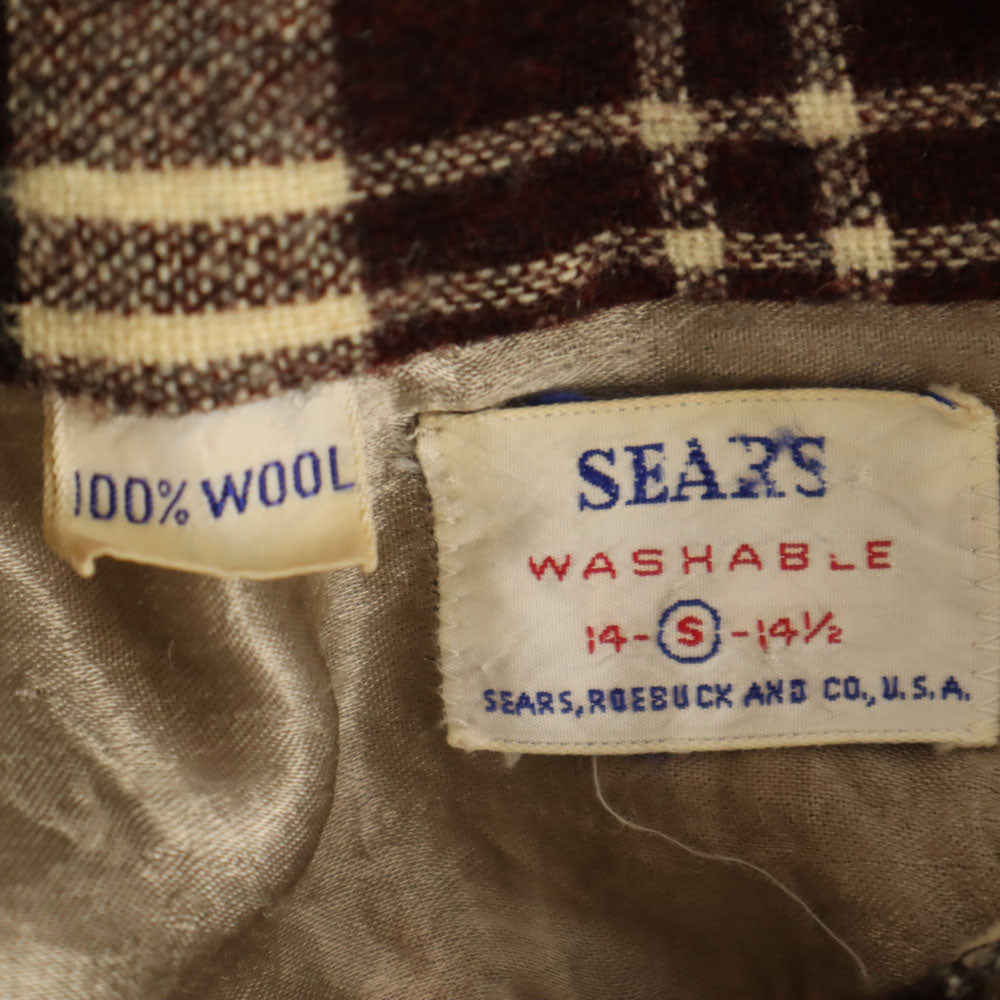 100% WOOL
SEARS
WASHABLE
14-S-14½
SEARS, ROEBUCK AND CO., U.S.A.